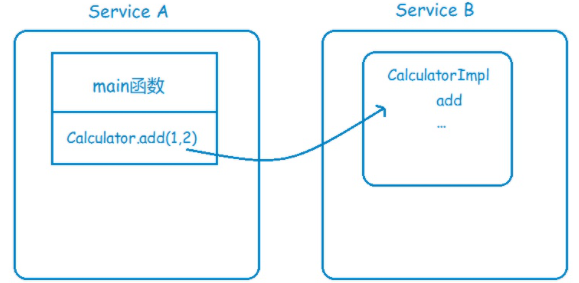 Service A
Service B
main函数
Calculator.add(1,2)
CalculatorImpl
add
...